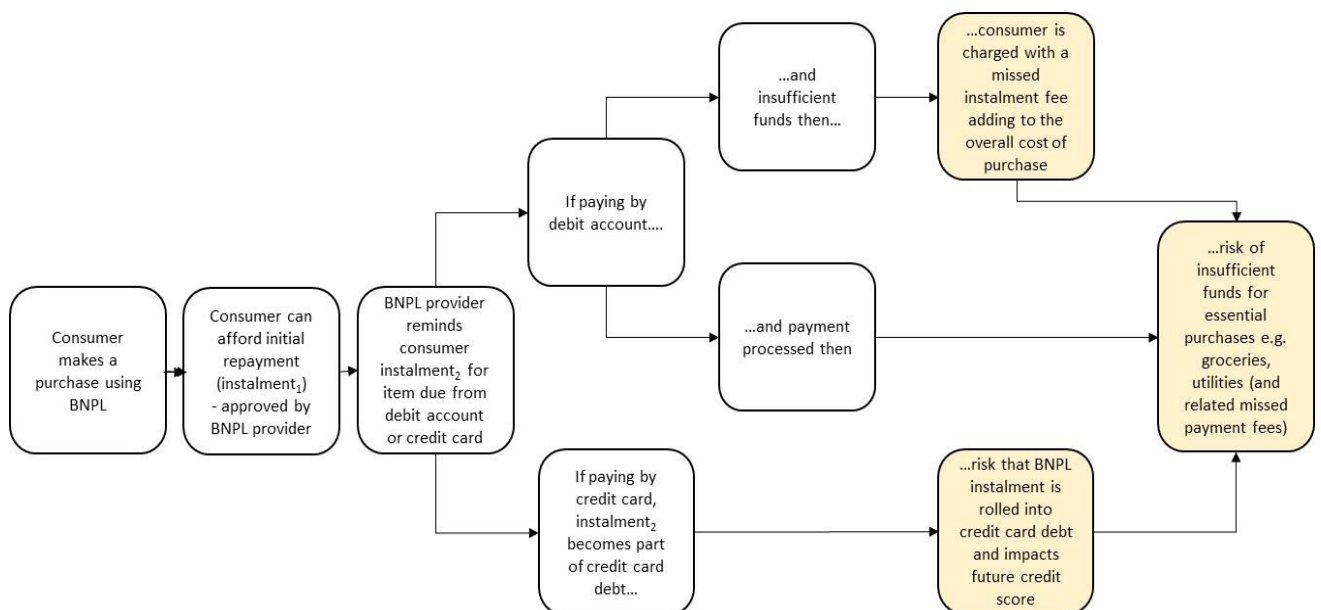 Consumer
makes a
purchase using
BNPL
Consumer can
afford initial
repayment
(instalment₁)
- approved by
BNPL provider
BNPL provider
reminds
consumer
instalment₂ for
item due from
debit account
or credit card
If paying by
debit account....
...and
insufficient
funds then...
...consumer is
charged with a
missed
instalment fee
adding to the
overall cost of
purchase
...and payment
processed then
If paying by
credit card,
instalment₂
becomes part
of credit card
debt...
...risk that BNPL
instalment is
rolled into
credit card debt
and impacts
future credit
score
...risk of
insufficient
funds for
essential
purchases e.g.
groceries,
utilities (and
related missed
payment fees)